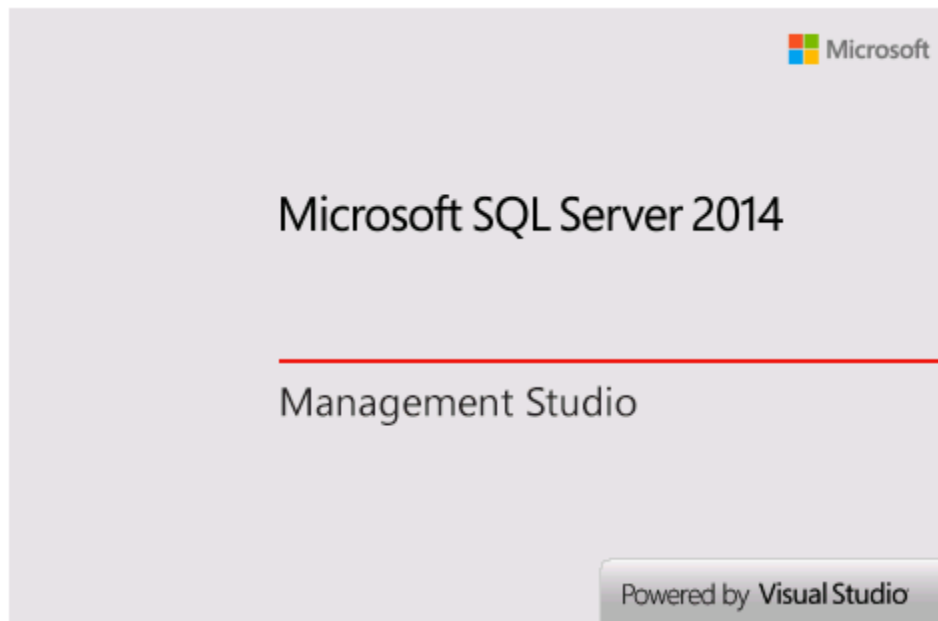 Microsoft
Microsoft SQL Server 2014
Management Studio
Powered by Visual Studio